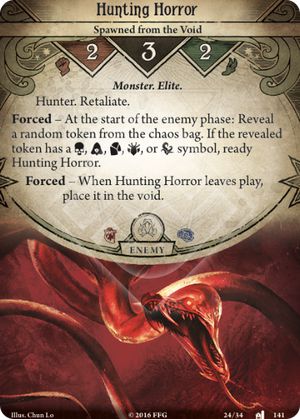 Hunting Horror
Spawned from the Void
2 3 2
Monster. Elite.
Hunter. Retaliate.
Forced – At the start of the enemy phase: Reveal
a random token from the chaos bag. If the revealed
token has a , , , , or symbol, ready
Hunting Horror.
Forced – When Hunting Horror leaves play,
place it in the void.
ENEMY
Illus. Chun Lo © 2016 FFG 24/34 141